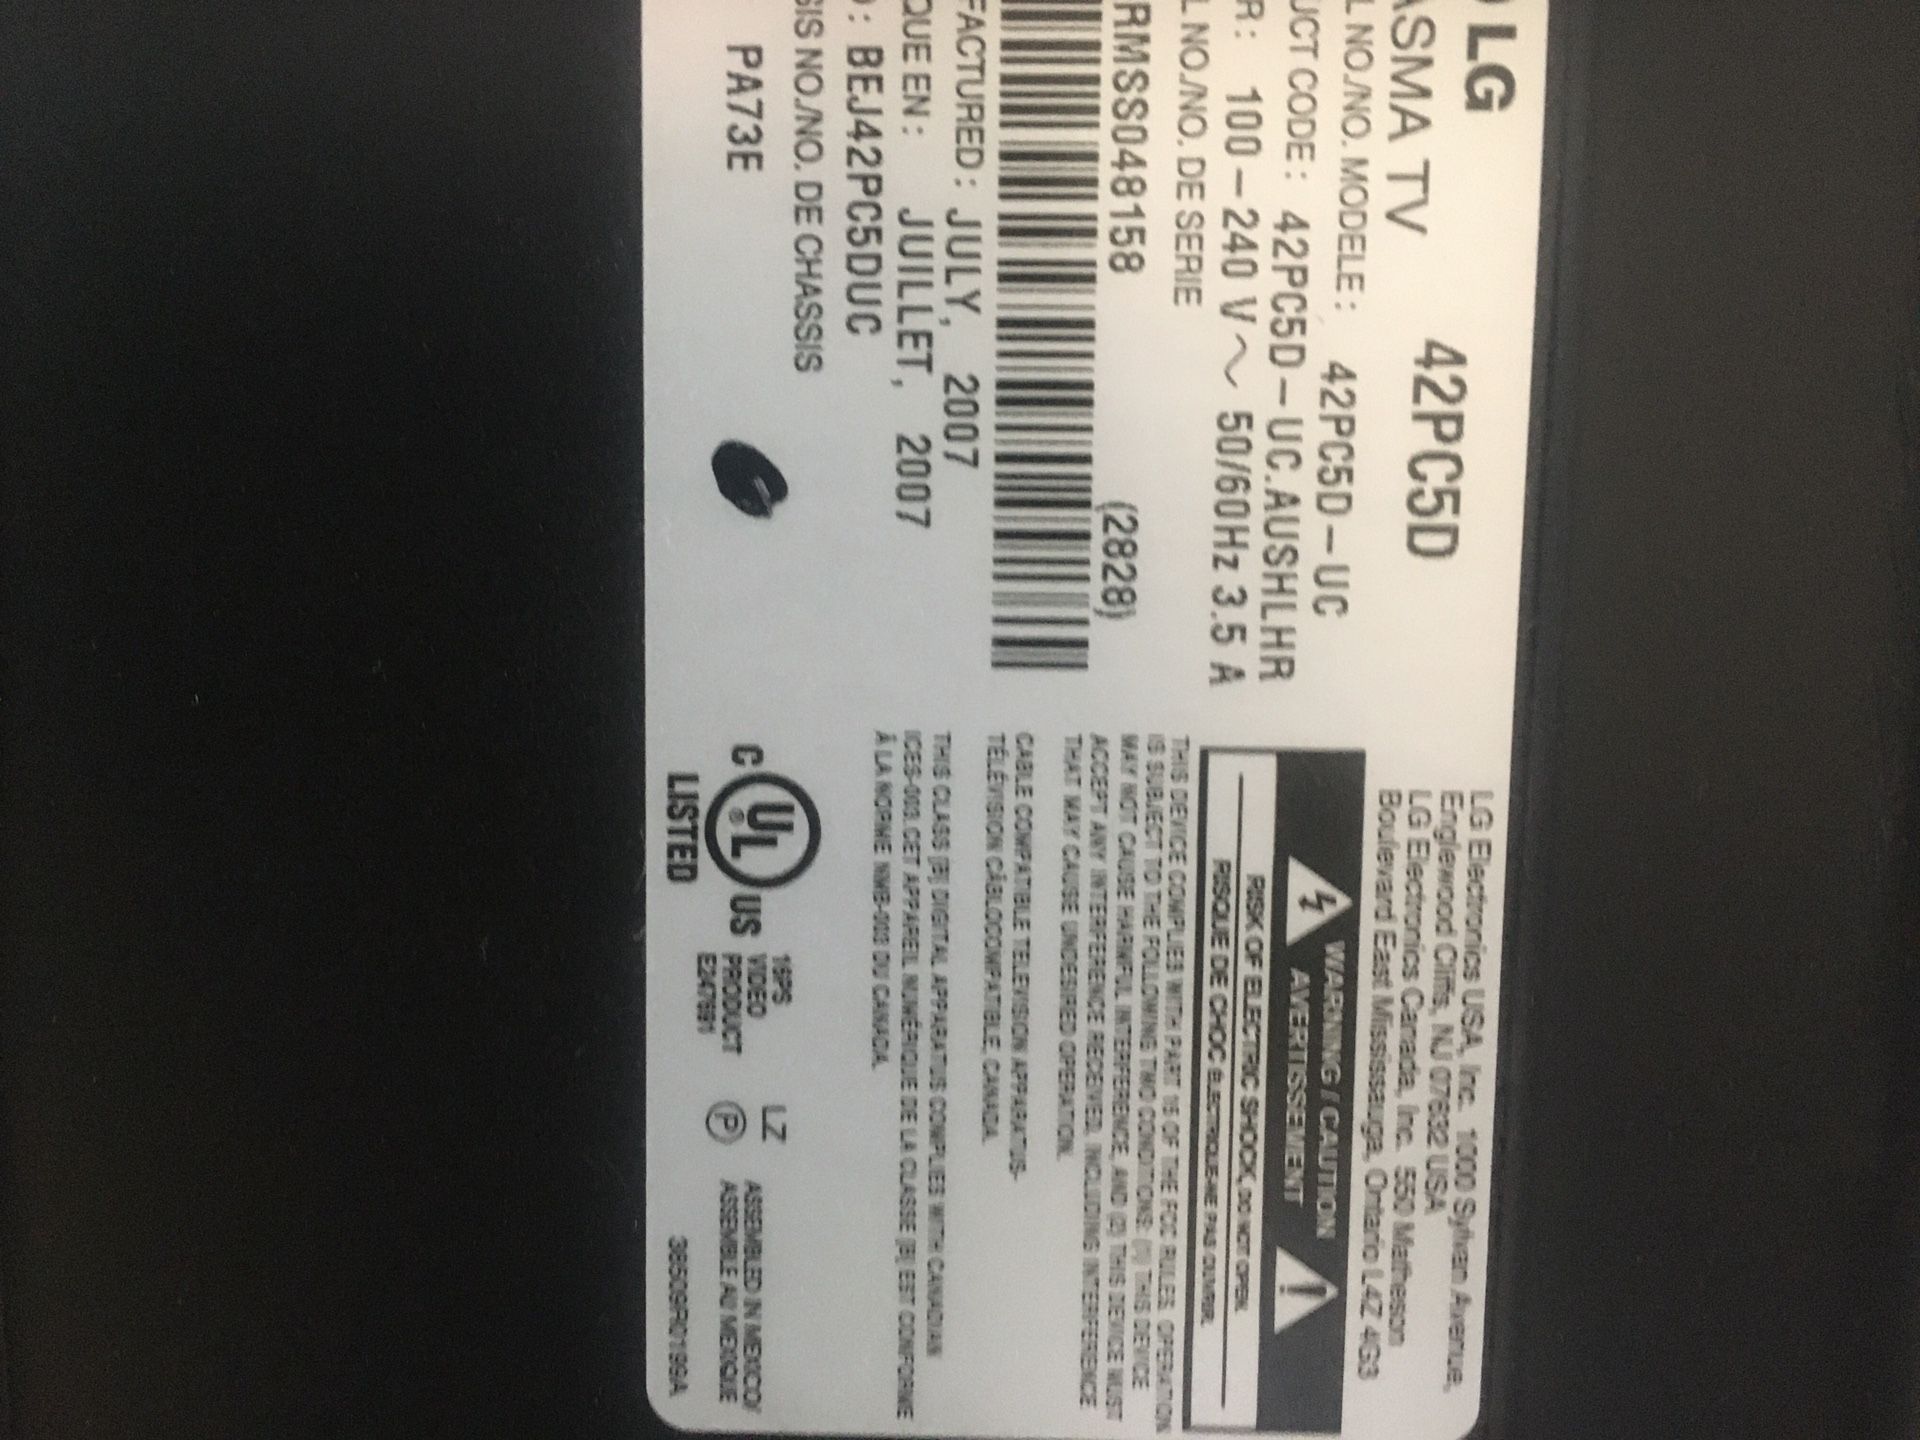 LG
ASMA TV 42PC5D
L NO./NO. MODELE : 42PC5D-UC
UCT CODE : 42PC5D-UC.AUSHLHR
R : 100-240 V~ 50/60Hz 3.5 A
L NO./NO. DE SERIE
RMSS048158 (2828)
FACTURED : JULY, 2007
QUE EN : JUILLET, 2007
: BEJ42PC5DUC
SIS NO./NO. DE CHASSIS
PA73E
LG Electronics USA, Inc. 1000 Sylvan Avenue,
Englewood Cliffs, NJ 07632 USA
LG Electronics Canada, Inc. 550 Matheson
Boulevard East Mississauga, Ontario L4Z 4G3
WARNING / CAUTION
AVERTISSEMENT
RISK OF ELECTRIC SHOCK, DO NOT OPEN.
RISQUE DE CHOC ÉLECTRIQUE-NE PAS OUVRIR.
THIS DEVICE COMPLIES WITH PART 15 OF THE FCC RULES. OPERATION
IS SUBJECT TO THE FOLLOWING TWO CONDITIONS: (1) THIS DEVICE
MAY NOT CAUSE HARMFUL INTERFERENCE, AND (2) THIS DEVICE MUST
ACCEPT ANY INTERFERENCE RECEIVED, INCLUDING INTERFERENCE
THAT MAY CAUSE UNDESIRED OPERATION.
CABLE COMPATIBLE TELEVISION APPARATUS-
TÉLÉVISION CÂBLOCOMPATIBLE, CANADA.
THIS CLASS [B] DIGITAL APPARATUS COMPLIES WITH CANADIAN
ICES-003. CET APPAREIL NUMÉRIQUE DE LA CLASSE [B] EST CONFORME
À LA NORME NMB-003 DU CANADA.
C UL ® US
LISTED
16PS
VIDEO
PRODUCT
E247691
LZ
P
ASSEMBLED IN MEXICO/
ASSEMBLE AU MEXIQUE
38509R0199A